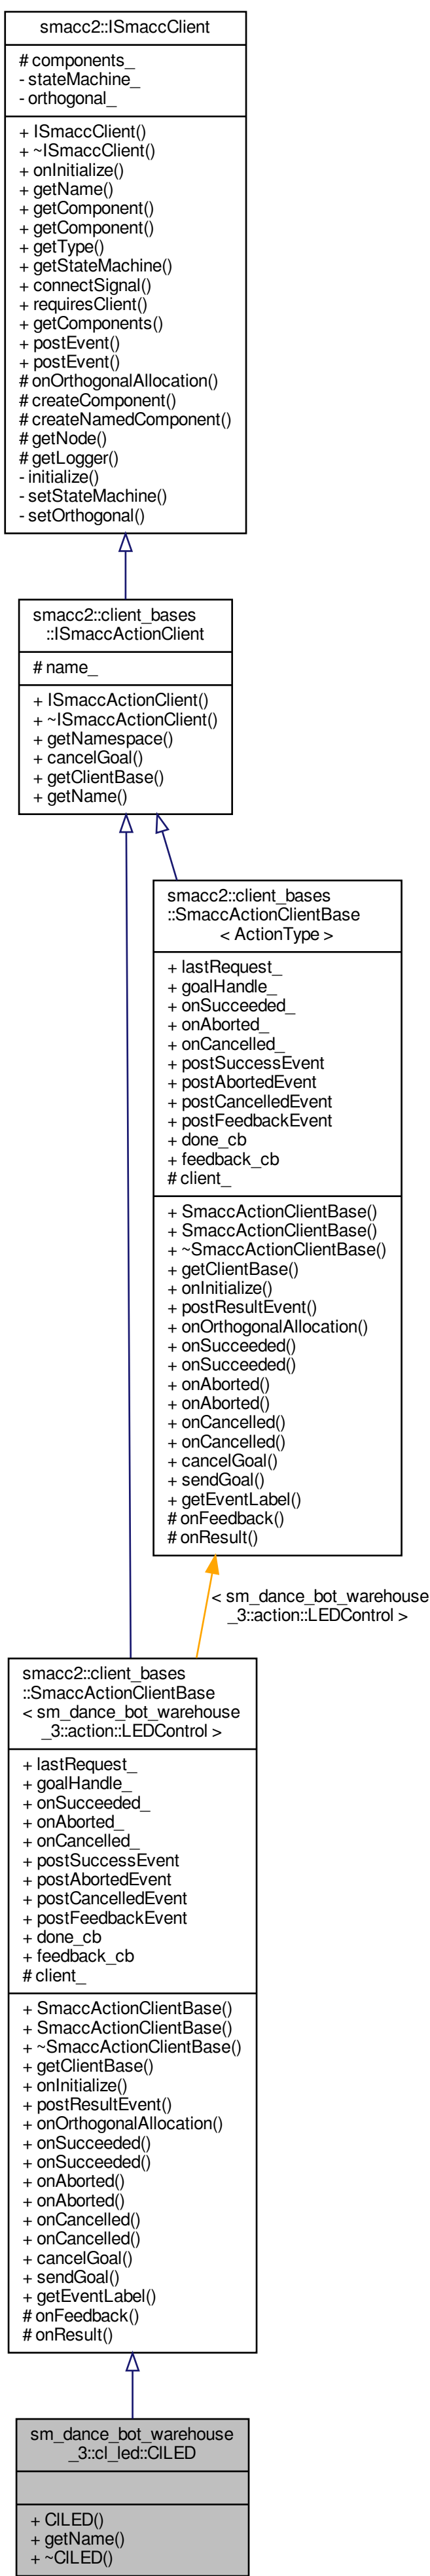 smacc2::ISmaccClient
# components_
- stateMachine_
- orthogonal_
+ ISmaccClient()
+ ~ISmaccClient()
+ onInitialize()
+ getName()
+ getComponent()
+ getComponent()
+ getType()
+ getStateMachine()
+ connectSignal()
+ requiresClient()
+ getComponents()
+ postEvent()
+ postEvent()
# onOrthogonalAllocation()
# createComponent()
# createNamedComponent()
# getNode()
# getLogger()
- initialize()
- setStateMachine()
- setOrthogonal()
smacc2::client_bases
::ISmaccActionClient
# name_
+ ISmaccActionClient()
+ ~ISmaccActionClient()
+ getNamespace()
+ cancelGoal()
+ getClientBase()
+ getName()
smacc2::client_bases
::SmaccActionClientBase
< ActionType >
+ lastRequest_
+ goalHandle_
+ onSucceeded_
+ onAborted_
+ onCancelled_
+ postSuccessEvent
+ postAbortedEvent
+ postCancelledEvent
+ postFeedbackEvent
+ done_cb
+ feedback_cb
# client_
+ SmaccActionClientBase()
+ SmaccActionClientBase()
+ ~SmaccActionClientBase()
+ getClientBase()
+ onInitialize()
+ postResultEvent()
+ onOrthogonalAllocation()
+ onSucceeded()
+ onSucceeded()
+ onAborted()
+ onAborted()
+ onCancelled()
+ onCancelled()
+ cancelGoal()
+ sendGoal()
+ getEventLabel()
# onFeedback()
# onResult()
< sm_dance_bot_warehouse
_3::action::LEDControl >
smacc2::client_bases
::SmaccActionClientBase
< sm_dance_bot_warehouse
_3::action::LEDControl >
+ lastRequest_
+ goalHandle_
+ onSucceeded_
+ onAborted_
+ onCancelled_
+ postSuccessEvent
+ postAbortedEvent
+ postCancelledEvent
+ postFeedbackEvent
+ done_cb
+ feedback_cb
# client_
+ SmaccActionClientBase()
+ SmaccActionClientBase()
+ ~SmaccActionClientBase()
+ getClientBase()
+ onInitialize()
+ postResultEvent()
+ onOrthogonalAllocation()
+ onSucceeded()
+ onSucceeded()
+ onAborted()
+ onAborted()
+ onCancelled()
+ onCancelled()
+ cancelGoal()
+ sendGoal()
+ getEventLabel()
# onFeedback()
# onResult()
sm_dance_bot_warehouse
_3::cl_led::ClLED
+ ClLED()
+ getName()
+ ~ClLED()